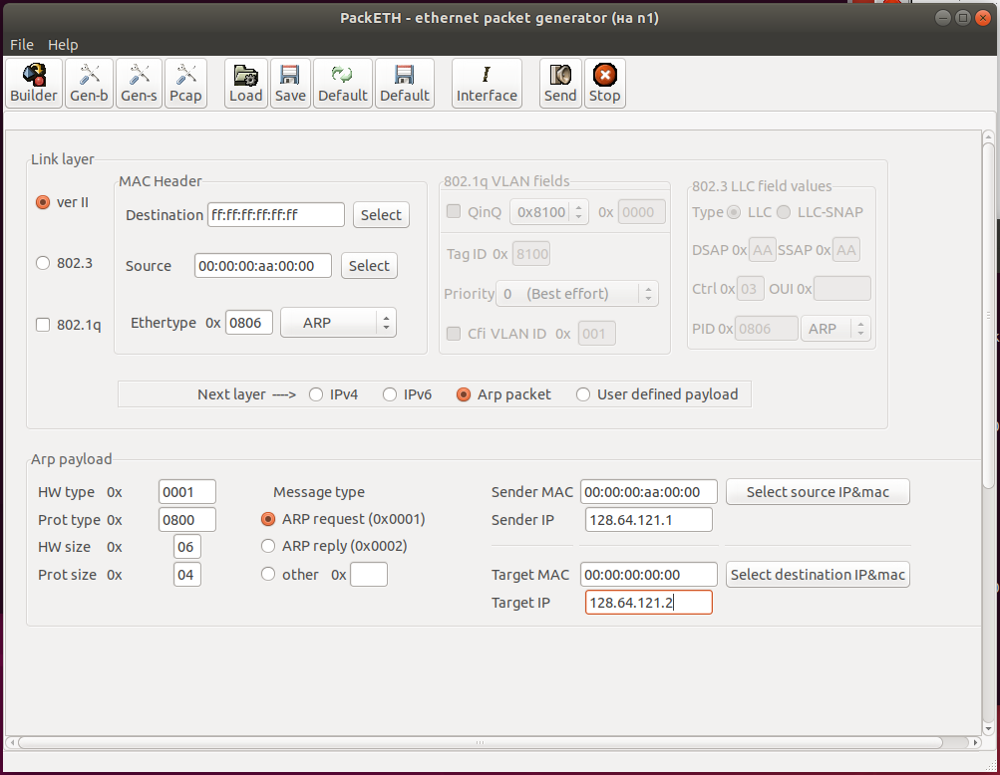 PackETH - ethernet packet generator (на n1)
File Help
Builder Gen-b Gen-s Pcap Load Save Default Default Interface Send Stop
Link layer
MAC Header 802.1q VLAN fields 802.3 LLC field values
ver II
Destination ff:ff:ff:ff:ff:ff Select
QinQ 0x8100 0x 0000
Type LLC LLC-SNAP
802.3
Source 00:00:00:aa:00:00 Select
Tag ID 0x 8100
DSAP 0x AA SSAP 0x AA
Priority 0 (Best effort)
Ctrl 0x 03 OUI 0x
802.1q
Ethertype 0x 0806 ARP
Cfi VLAN ID 0x 001
PID 0x 0806 ARP
Next layer ----> IPv4 IPv6 Arp packet User defined payload
Arp payload
HW type 0x 0001
Prot type 0x 0800
HW size 0x 06
Prot size 0x 04
Message type
ARP request (0x0001)
ARP reply (0x0002)
other 0x
Sender MAC 00:00:00:aa:00:00 Select source IP&mac
Sender IP 128.64.121.1
Target MAC 00:00:00:00:00 Select destination IP&mac
Target IP 128.64.121.2